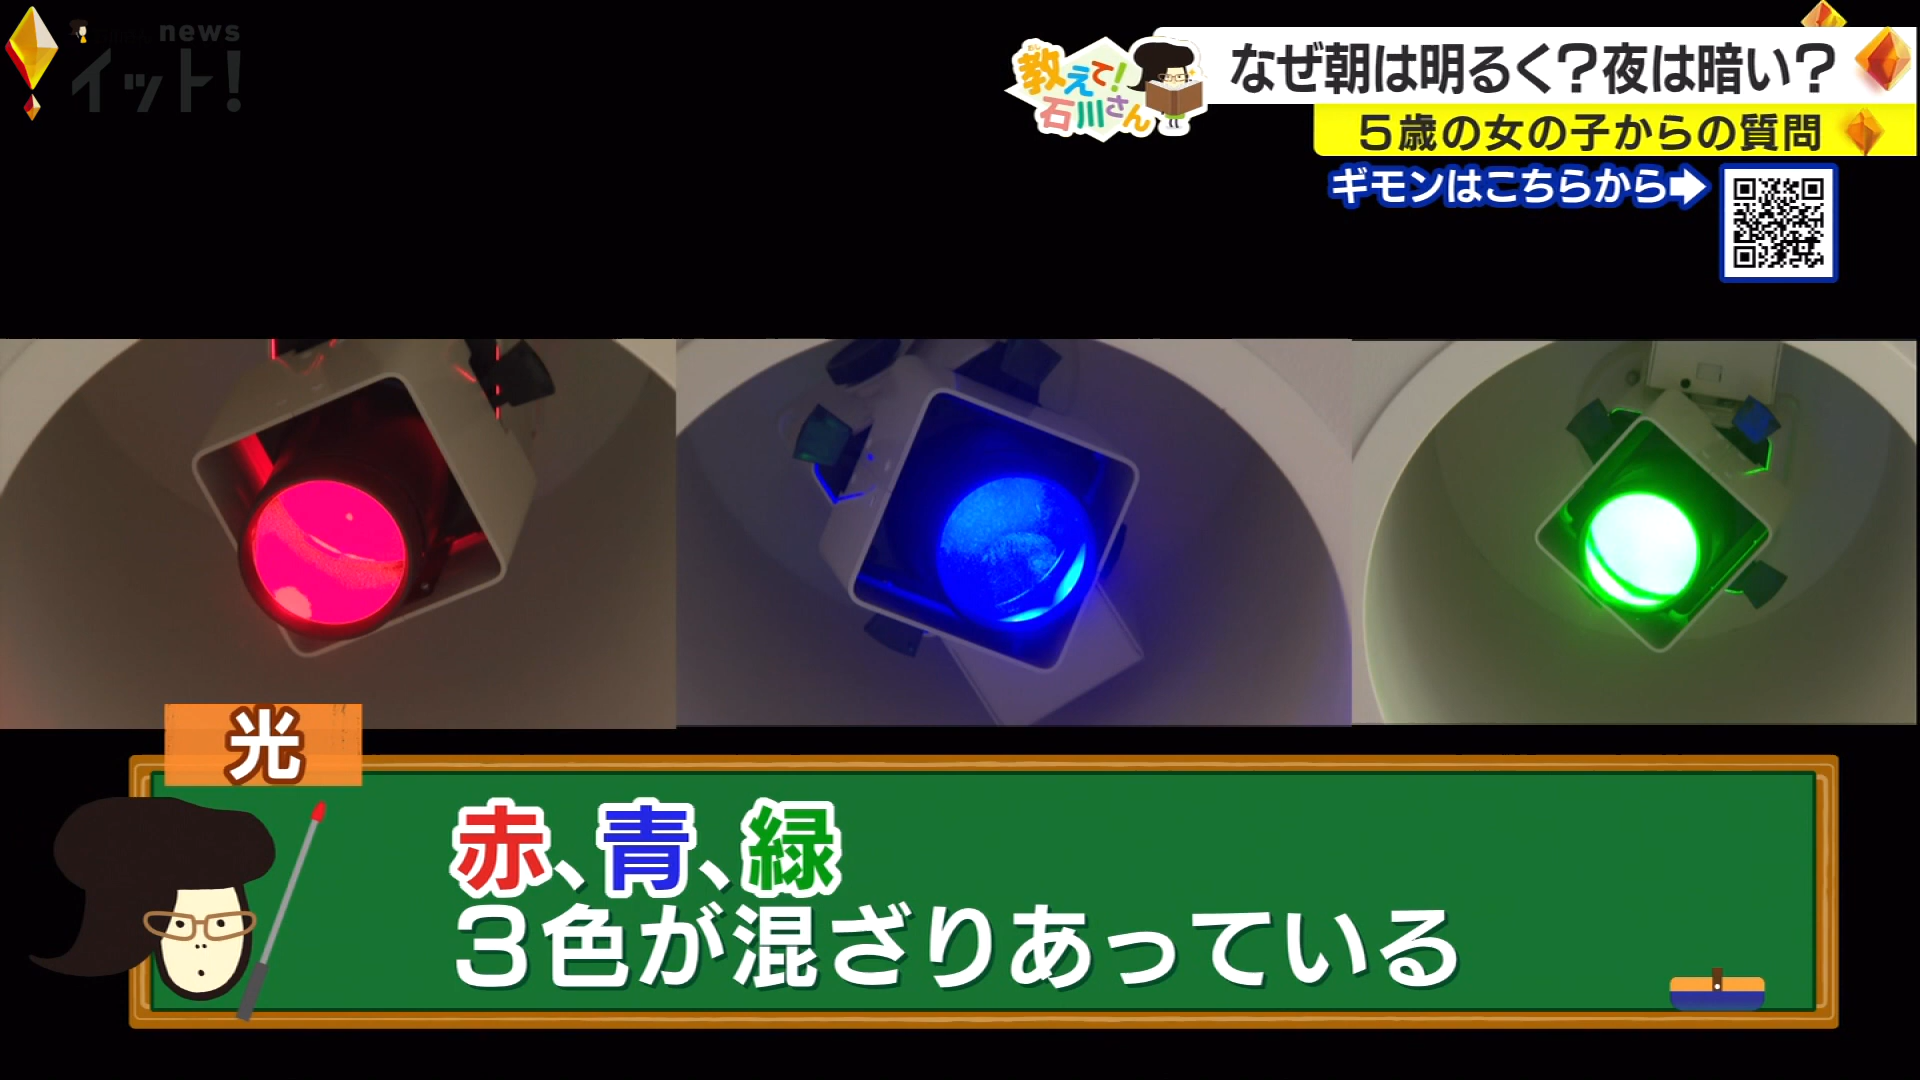 news
イット!
教えて!
石川さん
なぜ朝は明るく?夜は暗い?
5歳の女の子からの質問
ギモンはこちらから
光
赤、青、緑
3色が混ざりあっている